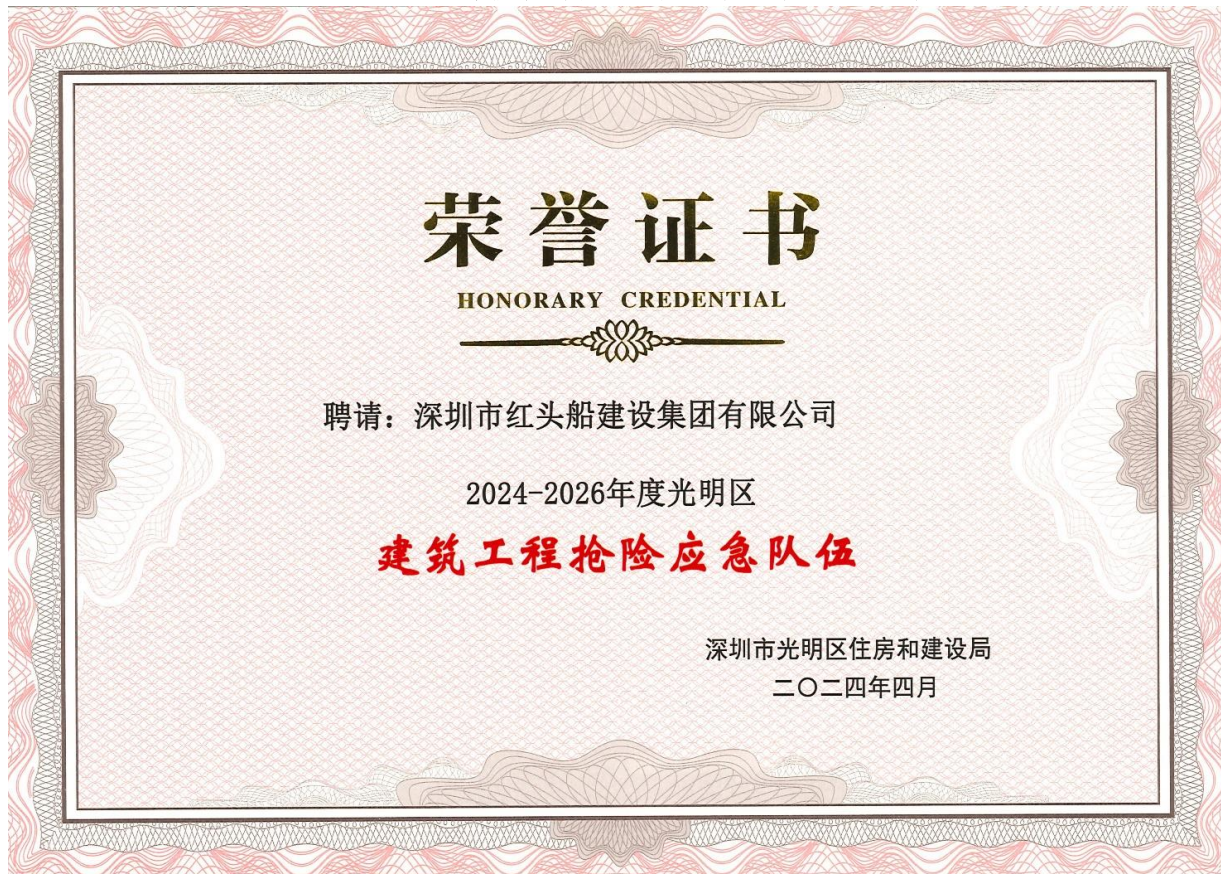 荣誉证书
HONORARY CREDENTIAL
聘请：深圳市红头船建设集团有限公司
2024-2026年度光明区
建筑工程抢险应急队伍
深圳市光明区住房和建设局
二〇二四年四月